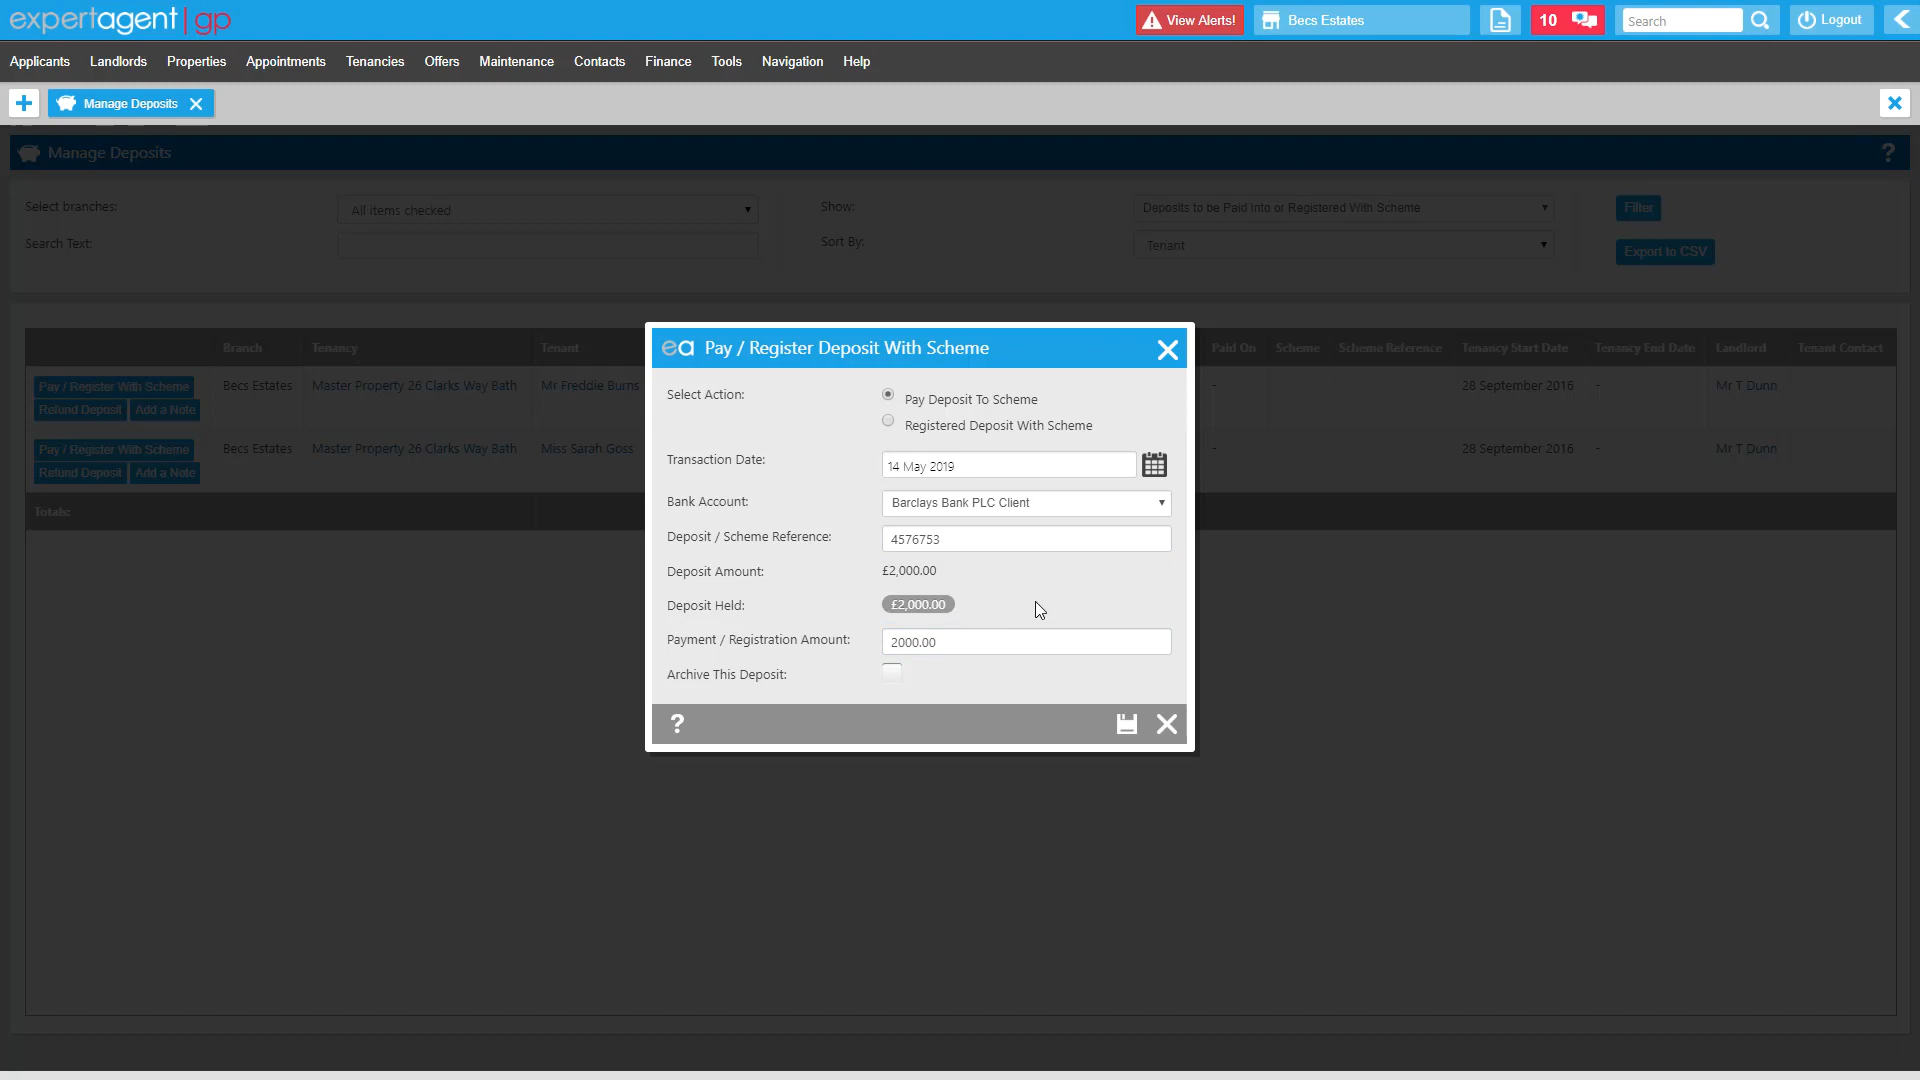 expertagent|gp
View Alerts!
Becs Estates
10
Search
Logout
Applicants Landlords Properties Appointments Tenancies Offers Maintenance Contacts Finance Tools Navigation Help
Manage Deposits
Manage Deposits
?
Select branches:
All items checked
Show:
Deposits to be Paid Into or Registered With Scheme
Filter
Search Text:
Sort By:
Tenant
Export to CSV
Branch Tenancy Tenant Paid On Scheme Scheme Reference Tenancy Start Date Tenancy End Date Landlord Tenant Contact
Pay / Register With Scheme Becs Estates Master Property 26 Clarks Way Bath Mr Freddie Burns - 28 September 2016 - Mr T Dunn
Refund Deposit Add a Note
Pay / Register With Scheme Becs Estates Master Property 26 Clarks Way Bath Miss Sarah Goss - 28 September 2016 - Mr T Dunn
Refund Deposit Add a Note
Totals:
ea Pay / Register Deposit With Scheme
Select Action:
Pay Deposit To Scheme
Registered Deposit With Scheme
Transaction Date:
14 May 2019
Bank Account:
Barclays Bank PLC Client
Deposit / Scheme Reference:
4576753
Deposit Amount:
£2,000.00
Deposit Held:
£2,000.00
Payment / Registration Amount:
2000.00
Archive This Deposit:
?